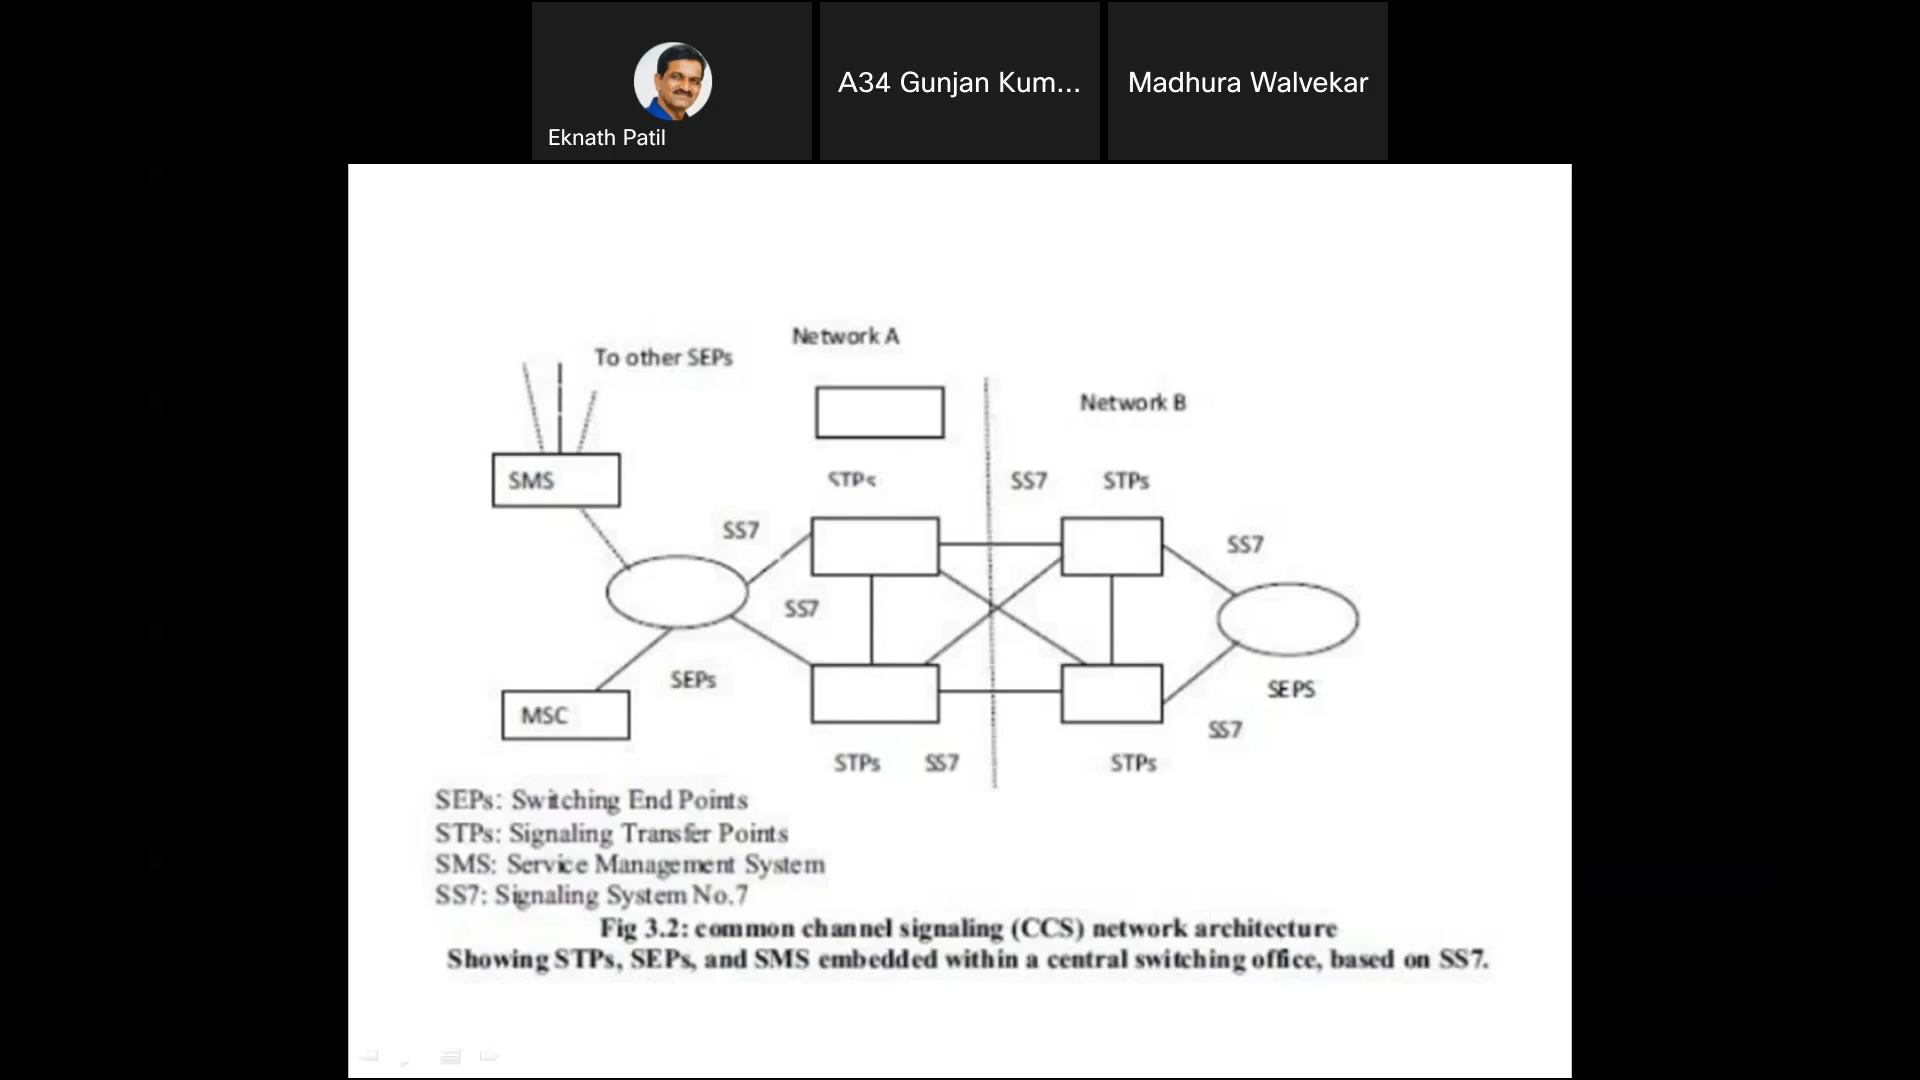 Eknath Patil
A34 Gunjan Kum...
Madhura Walvekar
Network A
To other SEPs
Network B
SMS
STPs
SS7
STPs
SS7
SS7
SS7
SEPs
SEPS
MSC
SS7
STPs
SS7
STPs
SEPs: Switching End Points
STPs: Signaling Transfer Points
SMS: Service Management System
SS7: Signaling System No.7
Fig 3.2: common channel signaling (CCS) network architecture
Showing STPs, SEPs, and SMS embedded within a central switching office, based on SS7.